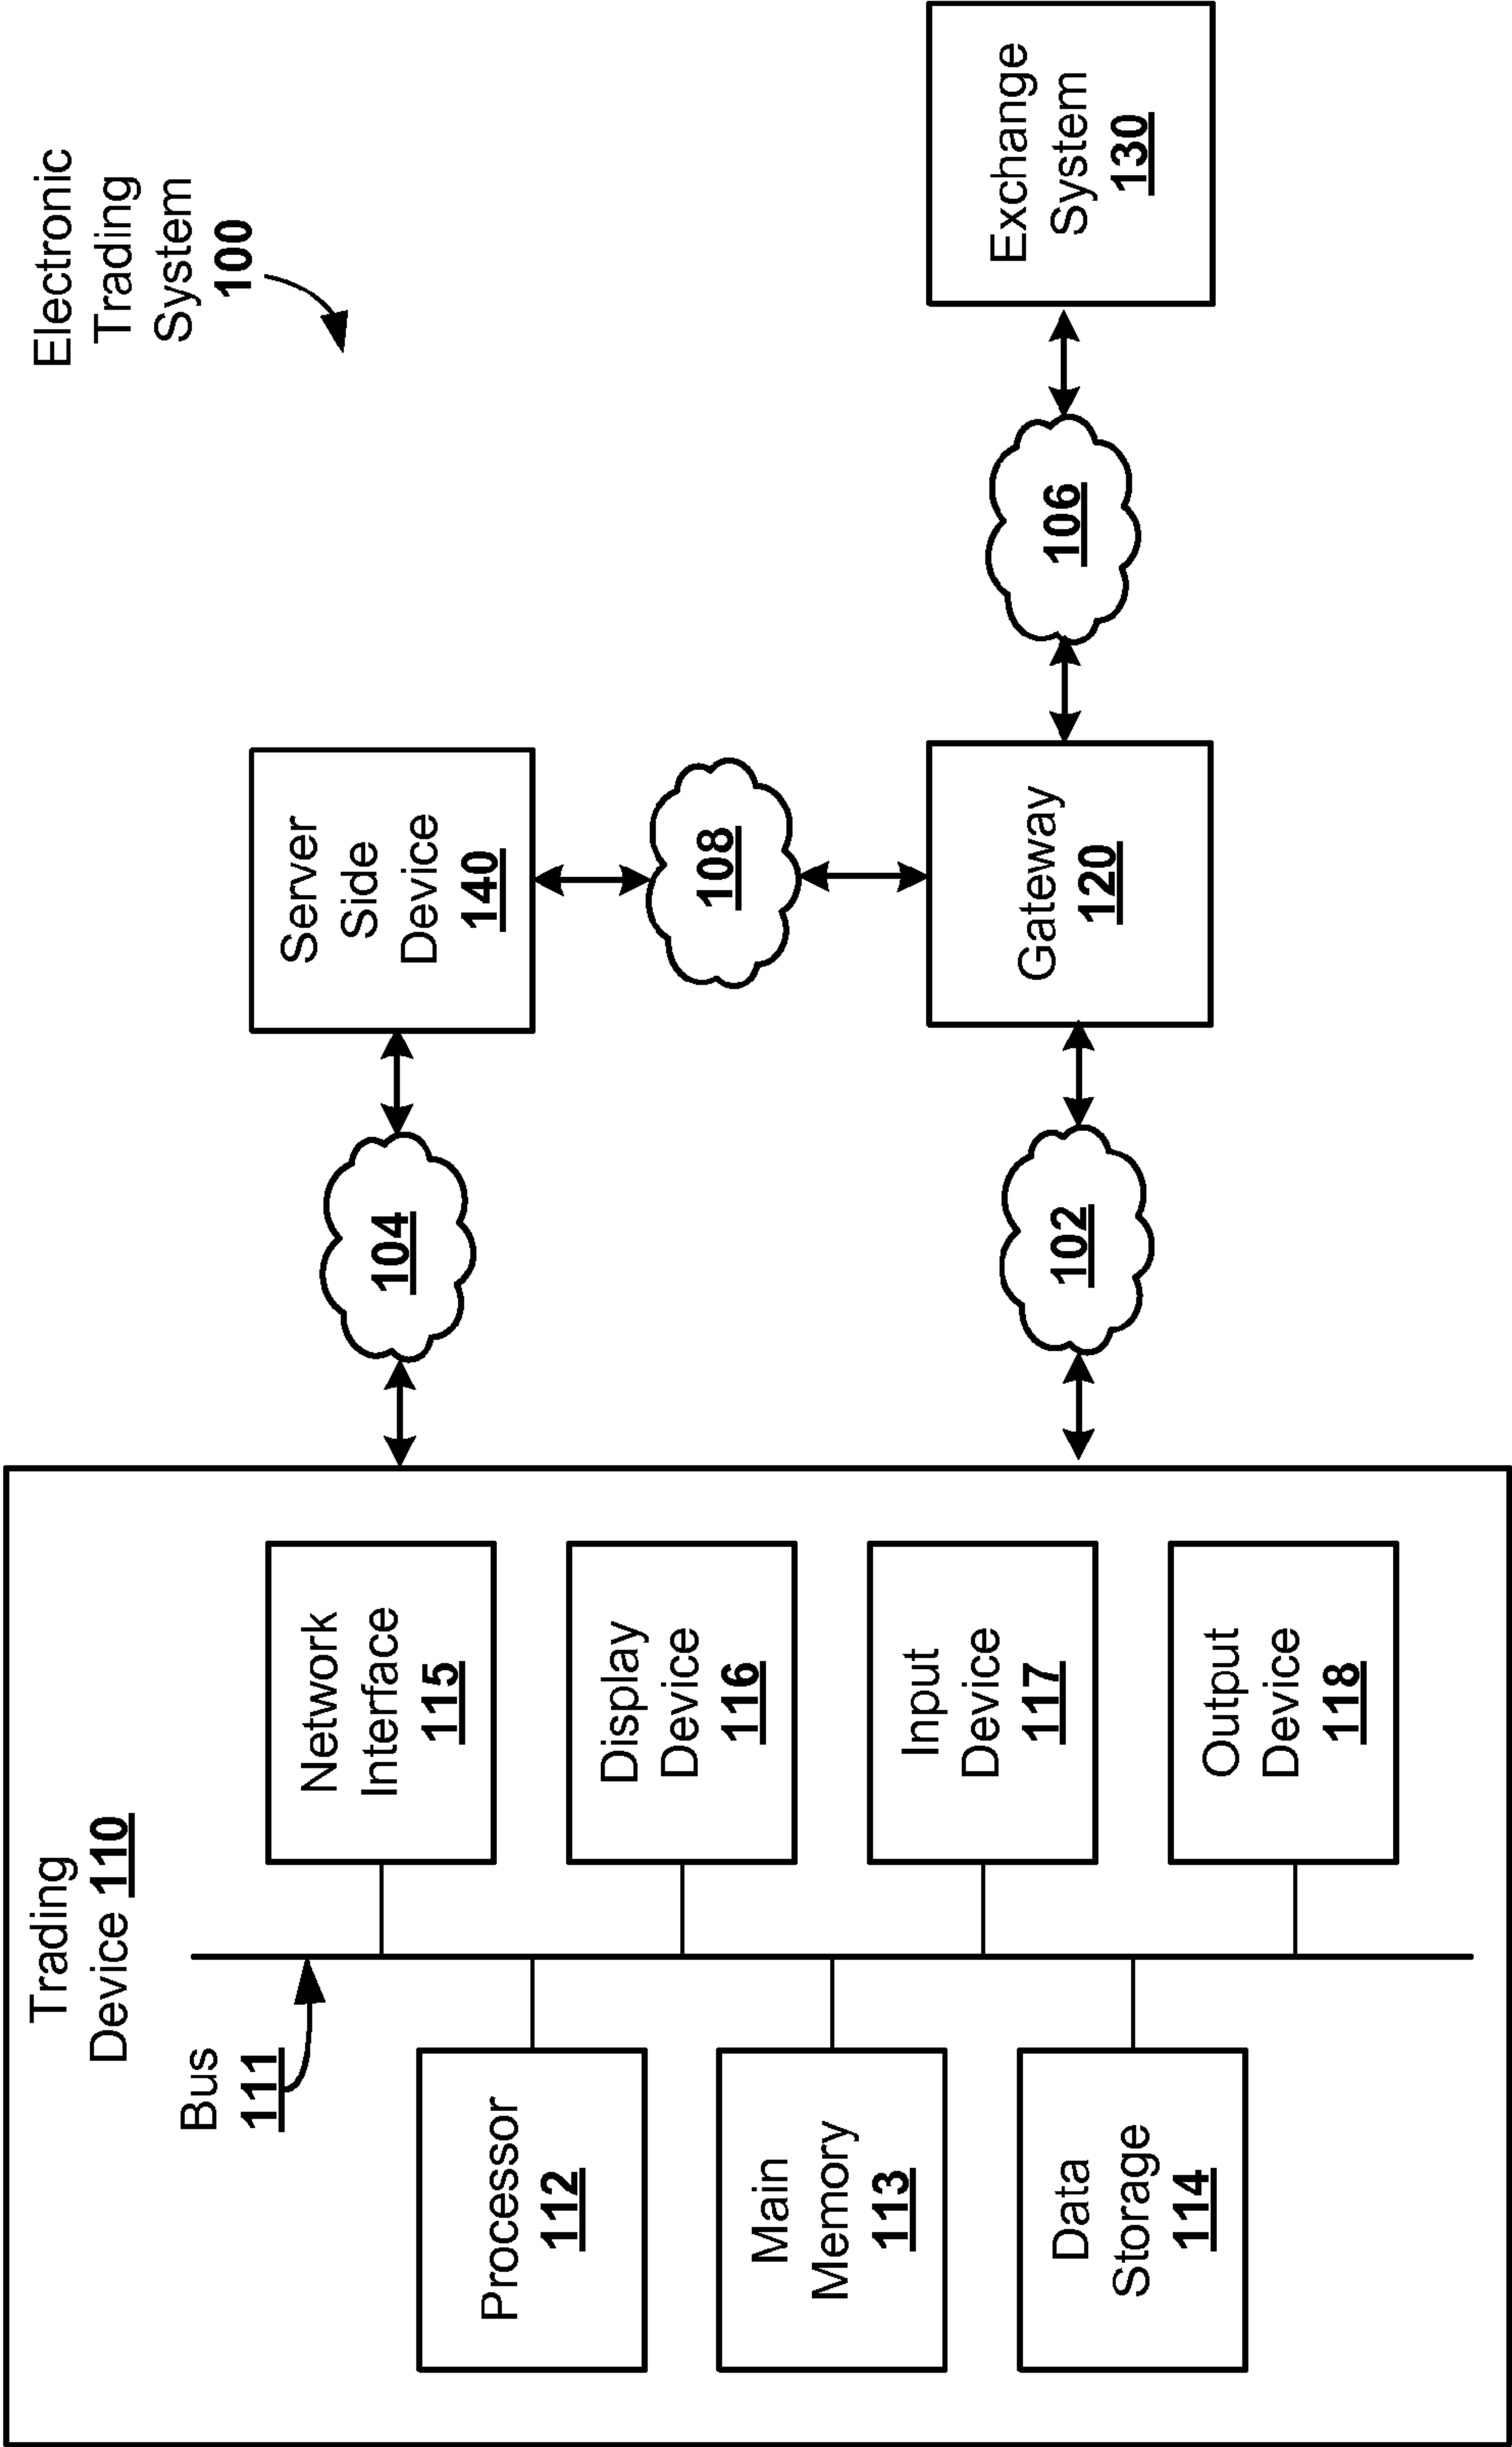 Electronic
Trading
System
100
Trading
Device 110
Bus
111
Processor
112
Main
Memory
113
Data
Storage
114
Network
Interface
115
Display
Device
116
Input
Device
117
Output
Device
118
104
102
Server
Side
Device
140
108
Gateway
120
106
Exchange
System
130